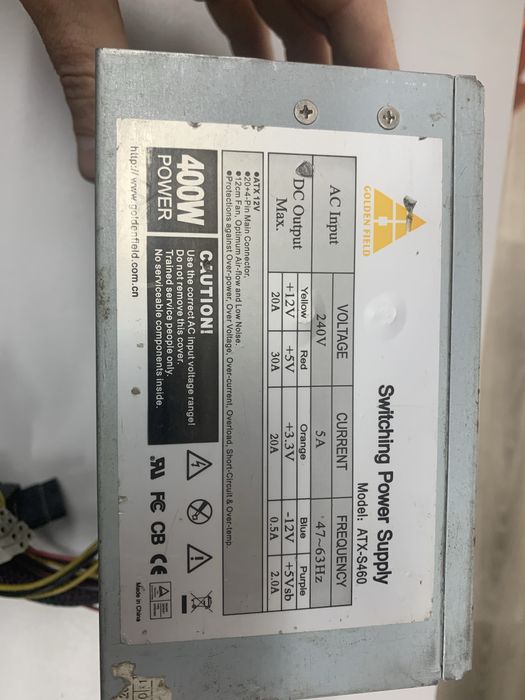 GOLDEN FIELD
Switching Power Supply
Model: ATX-S460
AC Input
VOLTAGE
CURRENT
FREQUENCY
240V
5A
47~63Hz
DC Output
Max.
Yellow
Red
Orange
Blue
Purple
+12V
+5V
+3.3V
-12V
+5Vsb
20A
30A
20A
0.5A
2.0A
●ATX 12V
●20+4-Pin Main Connector.
●12cm Fan, Optimum Air-flow and Low Noise.
●Protections against Over-power, Over Voltage, Over-current, Overload, Short-Circuit & Over-temp.
400W
POWER
CAUTION!
Use the correct AC input voltage range!
Do not remove this cover.
Trained service peeple only.
No serviceable components inside.
FC CB CE
Made in China
http://www.goldenfield.com.cn